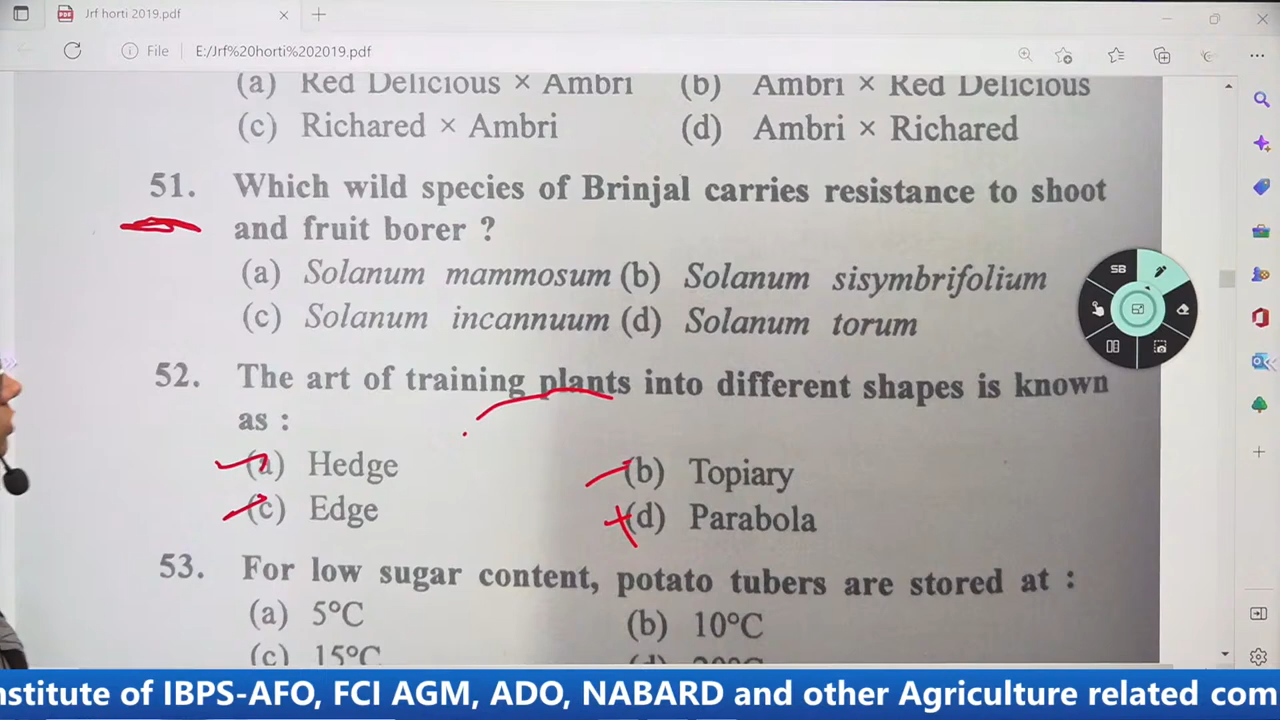 Jrf horti 2019.pdf
File E:/Jrf%20horti%202019.pdf
(a) Red Delicious × Ambri (b) Ambri × Red Delicious
(c) Richared × Ambri (d) Ambri × Richared
51. Which wild species of Brinjal carries resistance to shoot
and fruit borer ?
(a) Solanum mammosum (b) Solanum sisymbrifolium
(c) Solanum incannuum (d) Solanum torum
SB
52. The art of training plants into different shapes is known
as :
(a) Hedge (b) Topiary
(c) Edge (d) Parabola
53. For low sugar content, potato tubers are stored at :
(a) 5°C (b) 10°C
(c) 15°C (d) 20°C
nstitute of IBPS-AFO, FCI AGM, ADO, NABARD and other Agriculture related com